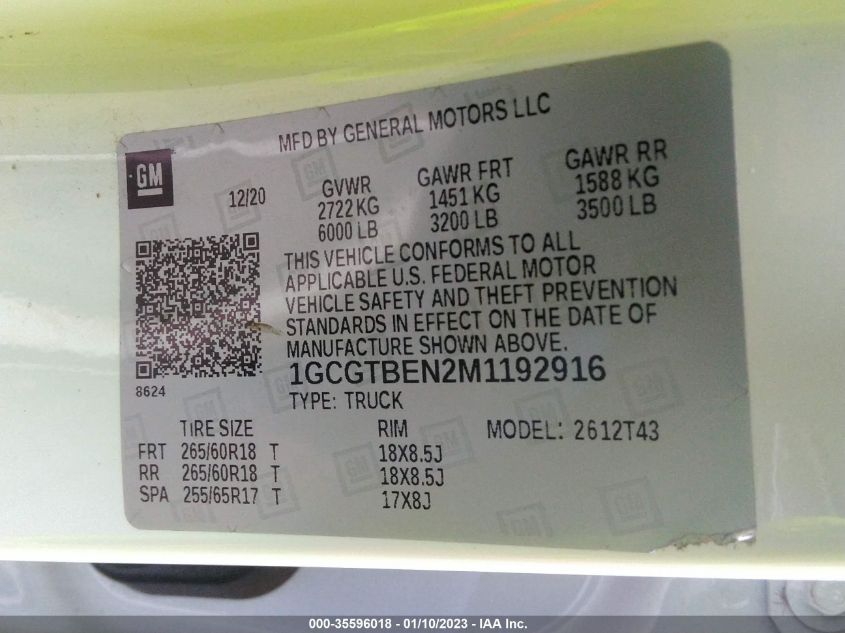 MFD BY GENERAL MOTORS LLC
GM
12/20
GVWR GAWR FRT GAWR RR
2722 KG 1451 KG 1588 KG
6000 LB 3200 LB 3500 LB
THIS VEHICLE CONFORMS TO ALL
APPLICABLE U.S. FEDERAL MOTOR
VEHICLE SAFETY AND THEFT PREVENTION
STANDARDS IN EFFECT ON THE DATE OF
MANUFACTURE SHOWN ABOVE.
8624
1GCGTBEN2M1192916
TYPE: TRUCK
TIRE SIZE RIM MODEL: 2612T43
FRT 265/60R18 T 18X8.5J
RR 265/60R18 T 18X8.5J
SPA 255/65R17 T 17X8J
000-35596018 - 01/10/2023 - IAA Inc.